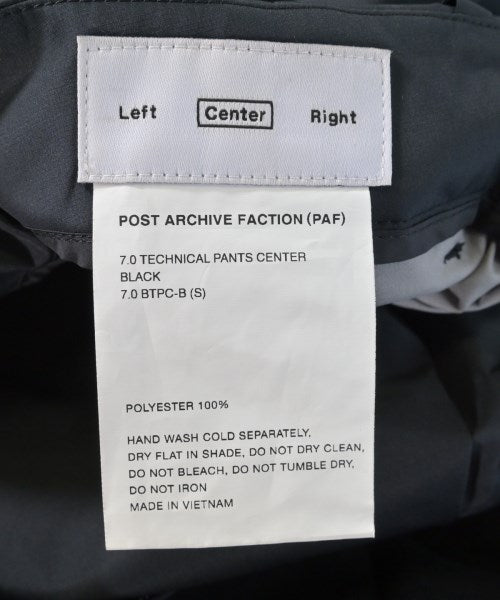 Left Center Right
POST ARCHIVE FACTION (PAF)
7.0 TECHNICAL PANTS CENTER
BLACK
7.0 BTPC-B (S)
POLYESTER 100%
HAND WASH COLD SEPARATELY,
DRY FLAT IN SHADE, DO NOT DRY CLEAN,
DO NOT BLEACH, DO NOT TUMBLE DRY,
DO NOT IRON
MADE IN VIETNAM